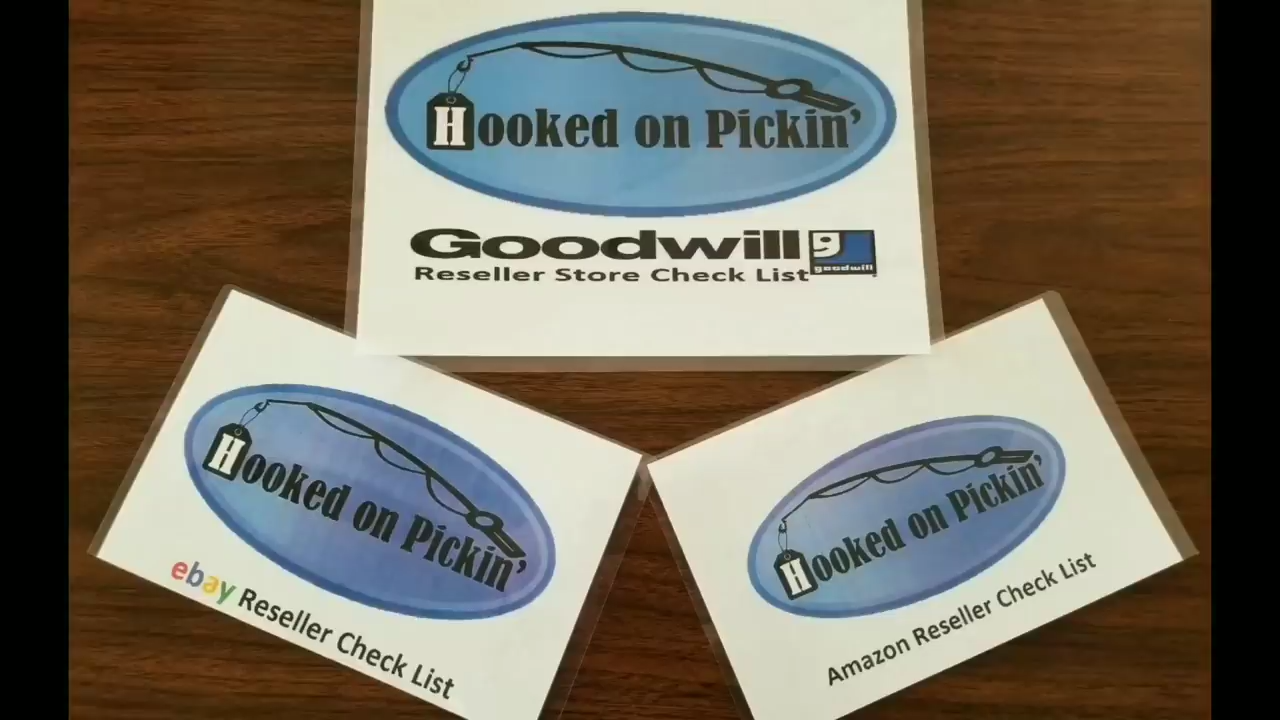 Hooked on Pickin'
Goodwill
g
goodwill
Reseller Store Check List
Hooked on Pickin'
ebay Reseller Check List
Hooked on Pickin'
Amazon Reseller Check List